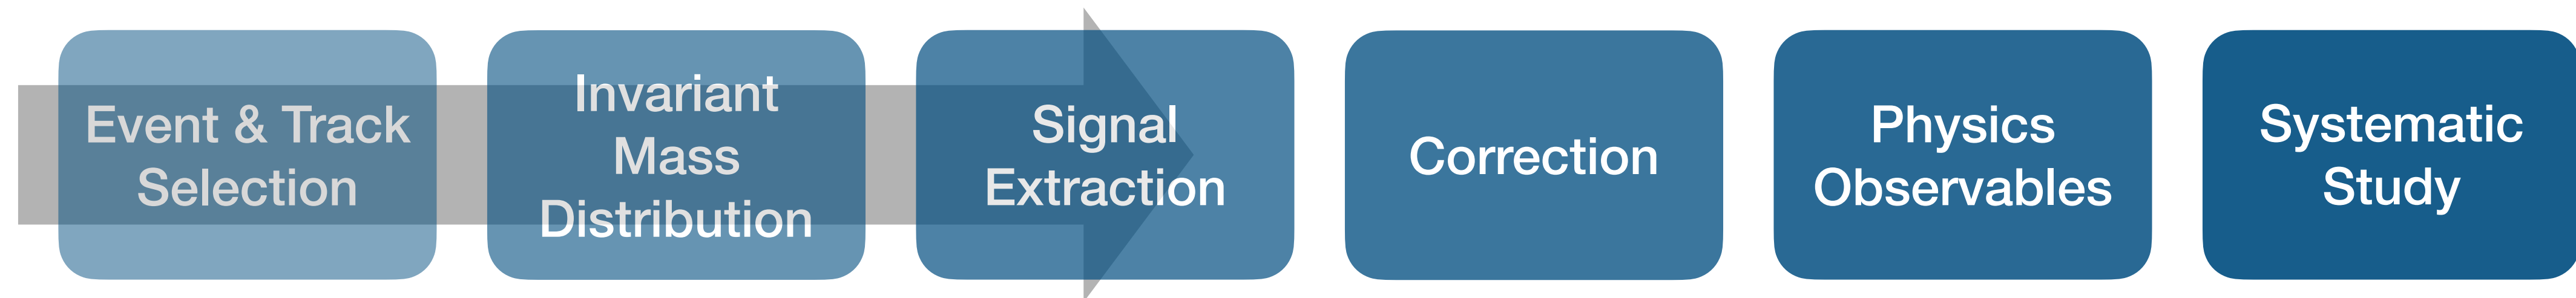 Event & Track
Selection
Invariant
Mass
Distribution
Signal
Extraction
Correction
Physics
Observables
Systematic
Study